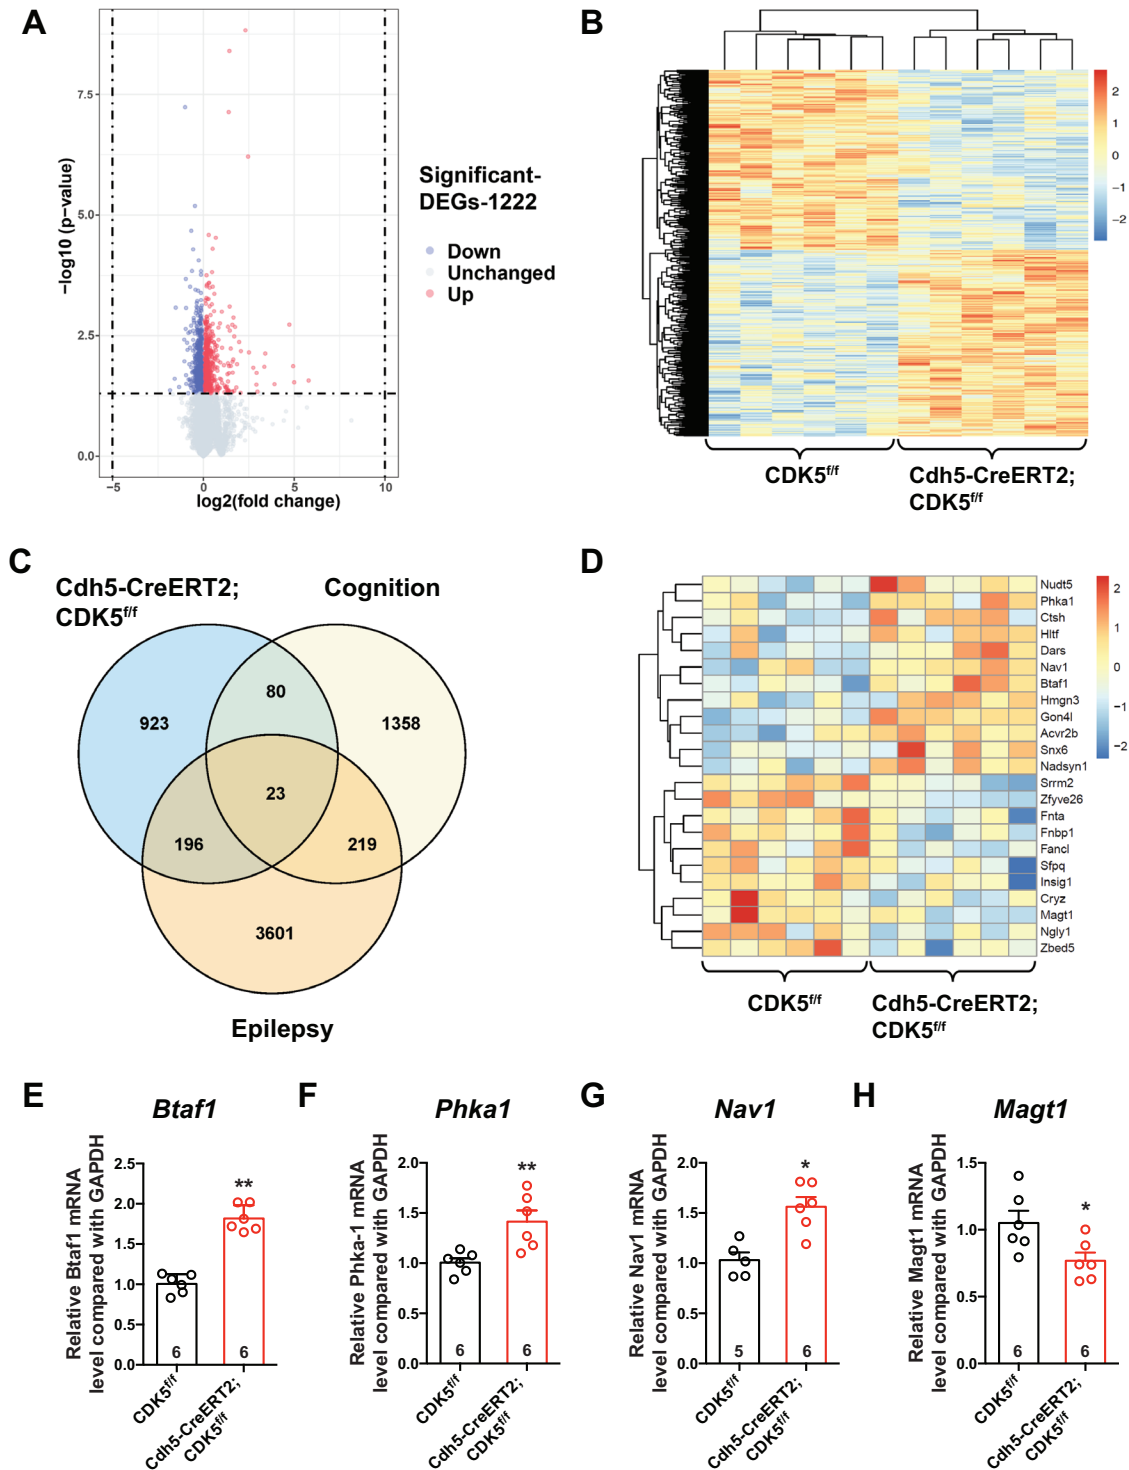 A
7.5
5.0
2.5
0.0
−log10 (p−value)
−5
0
5
10
log2(fold change)
Significant-
DEGs-1222
Down
Unchanged
Up
B
2
1
0
−1
−2
CDK5f/f
Cdh5-CreERT2;
CDK5f/f
C
Cdh5-CreERT2;
CDK5f/f
Cognition
80
923
1358
23
196
219
3601
Epilepsy
D
Nudt5
Phka1
Ctsh
Hltf
Dars
Nav1
Btaf1
Hmgn3
Gon4l
Acvr2b
Snx6
Nadsyn1
Srrm2
Zfyve26
Fnta
Fnbp1
Fancl
Sfpq
Insig1
Cryz
Magt1
Ngly1
Zbed5
2
1
0
−1
−2
CDK5f/f
Cdh5-CreERT2;
CDK5f/f
E
Btaf1
Relative Btaf1 mRNA
level compared with GAPDH
2.5
2.0
1.5
1.0
0.5
0.0
**
6
6
CDK5f/f
Cdh5-CreERT2;
CDK5f/f
F
Phka1
Relative Phka-1 mRNA
level compared with GAPDH
2.0
1.5
1.0
0.5
0.0
**
6
6
CDK5f/f
Cdh5-CreERT2;
CDK5f/f
G
Nav1
Relative Nav1 mRNA
level compared with GAPDH
2.0
1.5
1.0
0.5
0.0
*
5
6
CDK5f/f
Cdh5-CreERT2;
CDK5f/f
H
Magt1
Relative Magt1 mRNA
level compared with GAPDH
1.5
1.0
0.5
0.0
*
6
6
CDK5f/f
Cdh5-CreERT2;
CDK5f/f